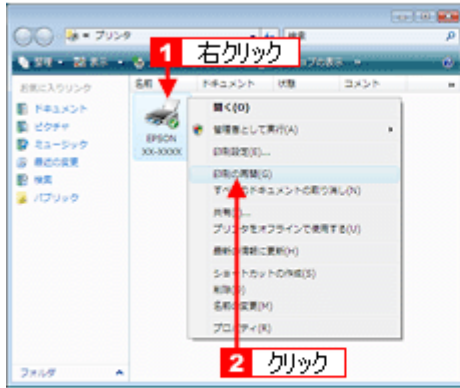 プリンタ
検索
1 右クリック
整理
お気に入りリンク
名前 ドキュメント 状態 コメント
ドキュメント
ピクチャ
ミュージック
最近の変更
検索
パブリック
EPSON
XX-XXXX
開く(O)
管理者として実行(A)
印刷設定(E)...
印刷の再開(G)
すべてのドキュメントの取り消し(N)
共有
プリンタをオフラインで使用する(U)
最新の情報に更新(H)
ショートカットの作成(S)
削除(D)
名前の変更(M)
プロパティ(R)
2 クリック
フォルダ